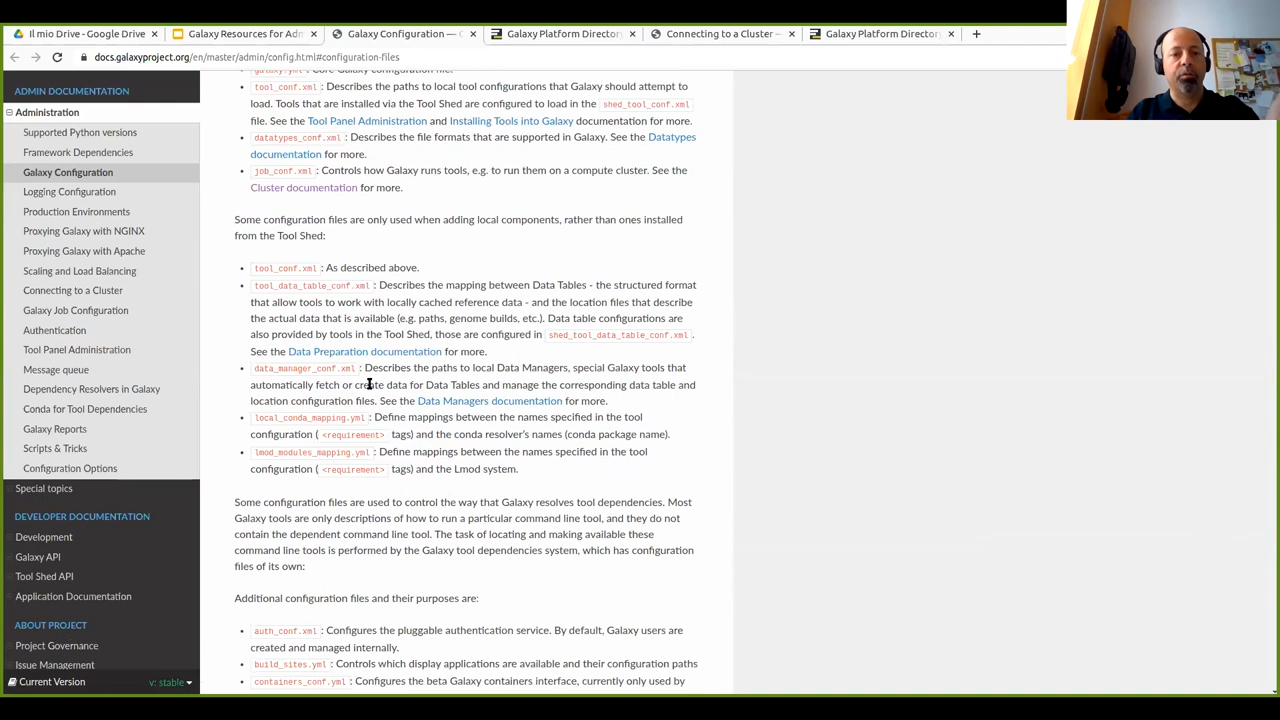 Il mio Drive - Google Drive
Galaxy Resources for Adm
Galaxy Configuration — G
Galaxy Platform Directory
Connecting to a Cluster —
Galaxy Platform Directory
docs.galaxyproject.org/en/master/admin/config.html#configuration-files
ADMIN DOCUMENTATION
Administration
Supported Python versions
Framework Dependencies
Galaxy Configuration
Logging Configuration
Production Environments
Proxying Galaxy with NGINX
Proxying Galaxy with Apache
Scaling and Load Balancing
Connecting to a Cluster
Galaxy Job Configuration
Authentication
Tool Panel Administration
Message queue
Dependency Resolvers in Galaxy
Conda for Tool Dependencies
Galaxy Reports
Scripts & Tricks
Configuration Options
Special topics
DEVELOPER DOCUMENTATION
Development
Galaxy API
Tool Shed API
Application Documentation
ABOUT PROJECT
Project Governance
Issue Management
Current Version
v: stable
galaxy.yml: Core Galaxy configuration file.
tool_conf.xml : Describes the paths to local tool configurations that Galaxy should attempt to
load. Tools that are installed via the Tool Shed are configured to load in the shed_tool_conf.xml
file. See the Tool Panel Administration and Installing Tools into Galaxy documentation for more.
datatypes_conf.xml : Describes the file formats that are supported in Galaxy. See the Datatypes
documentation for more.
job_conf.xml : Controls how Galaxy runs tools, e.g. to run them on a compute cluster. See the
Cluster documentation for more.
Some configuration files are only used when adding local components, rather than ones installed
from the Tool Shed:
tool_conf.xml : As described above.
tool_data_table_conf.xml : Describes the mapping between Data Tables - the structured format
that allow tools to work with locally cached reference data - and the location files that describe
the actual data that is available (e.g. paths, genome builds, etc.). Data table configurations are
also provided by tools in the Tool Shed, those are configured in shed_tool_data_table_conf.xml .
See the Data Preparation documentation for more.
data_manager_conf.xml : Describes the paths to local Data Managers, special Galaxy tools that
automatically fetch or create data for Data Tables and manage the corresponding data table and
location configuration files. See the Data Managers documentation for more.
local_conda_mapping.yml : Define mappings between the names specified in the tool
configuration ( <requirement> tags) and the conda resolver's names (conda package name).
lmod_modules_mapping.yml : Define mappings between the names specified in the tool
configuration ( <requirement> tags) and the Lmod system.
Some configuration files are used to control the way that Galaxy resolves tool dependencies. Most
Galaxy tools are only descriptions of how to run a particular command line tool, and they do not
contain the dependent command line tool. The task of locating and making available these
command line tools is performed by the Galaxy tool dependencies system, which has configuration
files of its own:
Additional configuration files and their purposes are:
auth_conf.xml : Configures the pluggable authentication service. By default, Galaxy users are
created and managed internally.
build_sites.yml : Controls which display applications are available and their configuration paths
containers_conf.yml : Configures the beta Galaxy containers interface, currently only used by